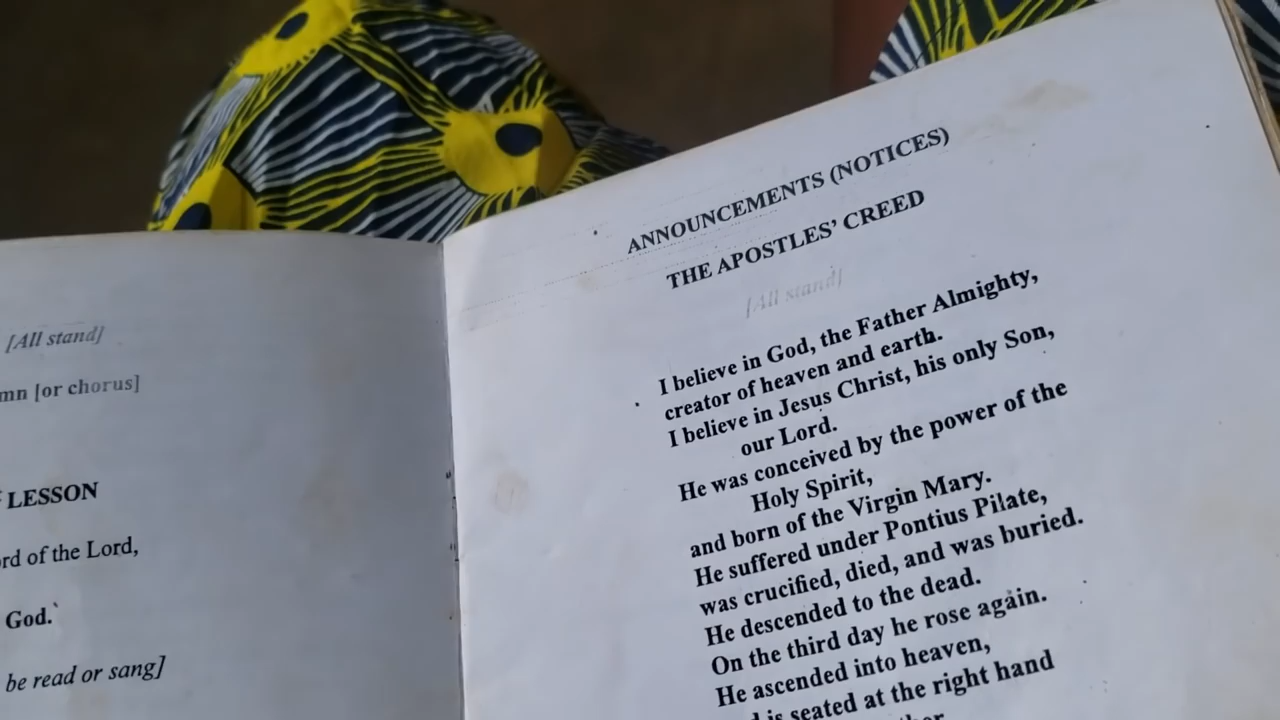 [All stand]
[or chorus]
LESSON
of the Lord,
God.
be read or sang]
ANNOUNCEMENTS (NOTICES)
THE APOSTLES' CREED
[All stand]
I believe in God, the Father Almighty,
creator of heaven and earth.
I believe in Jesus Christ, his only Son,
our Lord.
He was conceived by the power of the
Holy Spirit,
and born of the Virgin Mary.
He suffered under Pontius Pilate,
was crucified, died, and was buried.
He descended to the dead.
On the third day he rose again.
He ascended into heaven,
is seated at the right hand